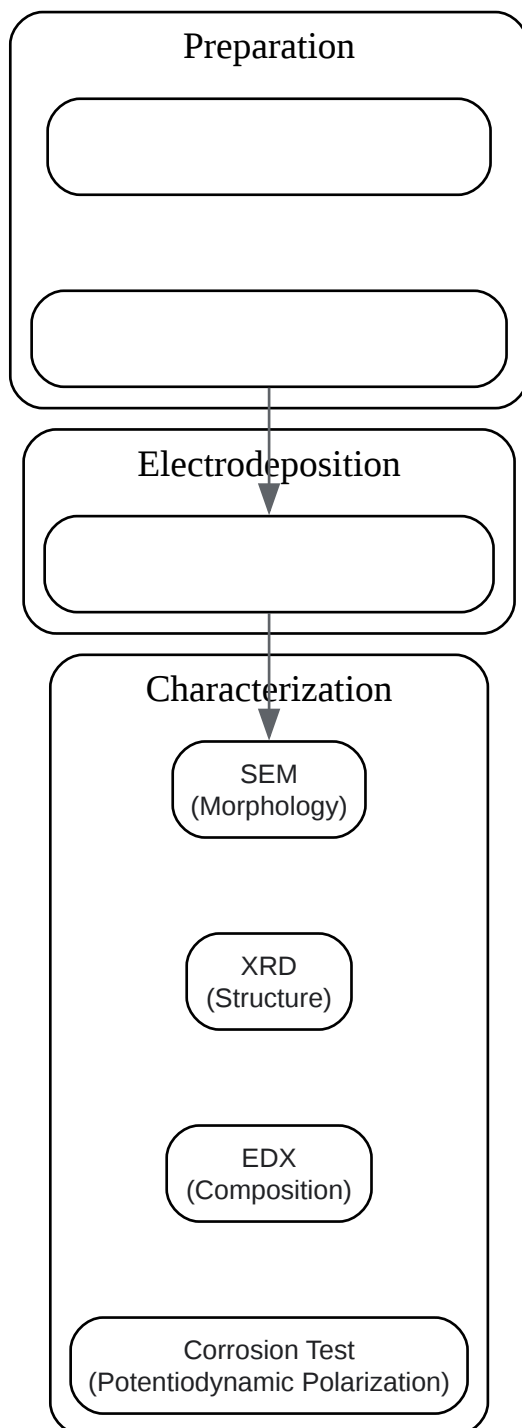 Preparation
Electrodeposition
Characterization
SEM
(Morphology)
XRD
(Structure)
EDX
(Composition)
Corrosion Test
(Potentiodynamic Polarization)